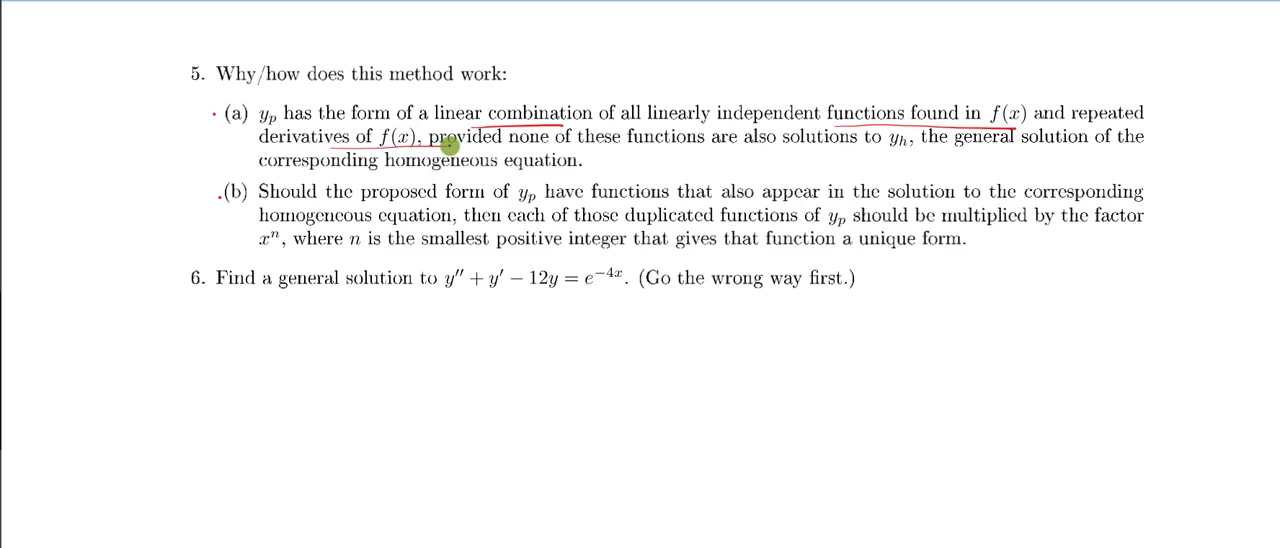 5. Why/how does this method work:
(a) yₚ has the form of a linear combination of all linearly independent functions found in f(x) and repeated
derivatives of f(x), provided none of these functions are also solutions to yₕ, the general solution of the
corresponding homogeneous equation.
(b) Should the proposed form of yₚ have functions that also appear in the solution to the corresponding
homogeneous equation, then each of those duplicated functions of yₚ should be multiplied by the factor
xⁿ, where n is the smallest positive integer that gives that function a unique form.
6. Find a general solution to y″ + y′ − 12y = e⁻⁴ˣ. (Go the wrong way first.)